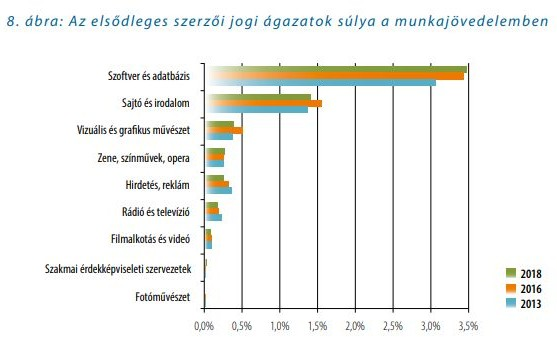 8. ábra: Az elsődleges szerzői jogi ágazatok súlya a munkajövedelemben
Szoftver és adatbázis
Sajtó és irodalom
Vizuális és grafikus művészet
Zene, színművek, opera
Hirdetés, reklám
Rádió és televízió
Filmalkotás és videó
Szakmai érdekképviseleti szervezetek
Fotóművészet
2018
2016
2013
0,0% 0,5% 1,0% 1,5% 2,0% 2,5% 3,0% 3,5%